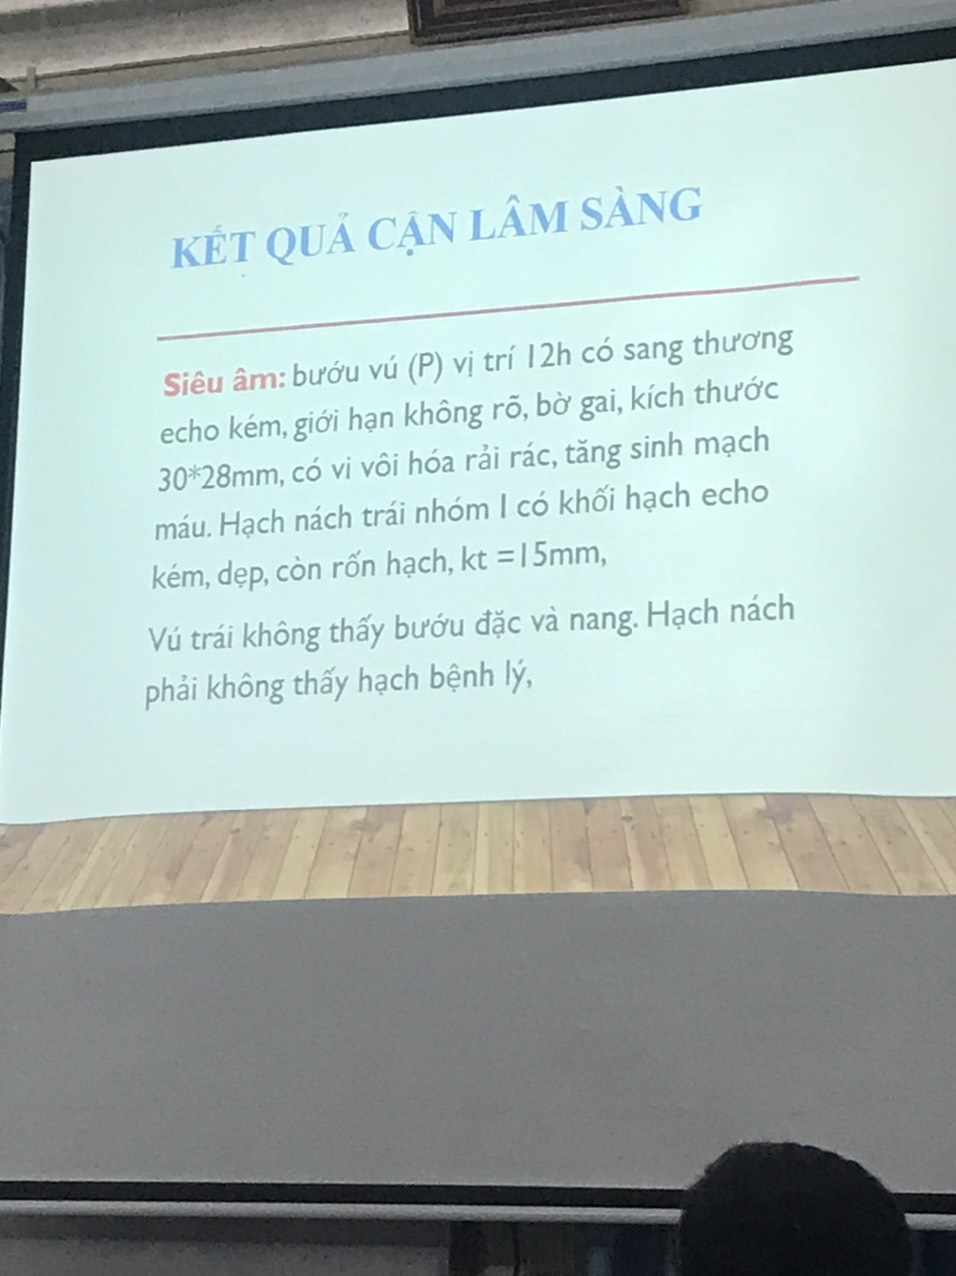 KẾT QUẢ CẬN LÂM SÀNG
Siêu âm: bướu vú (P) vị trí 12h có sang thương
echo kém, giới hạn không rõ, bờ gai, kích thước
30*28mm, có vi vôi hóa rải rác, tăng sinh mạch
máu. Hạch nách trái nhóm I có khối hạch echo
kém, dẹp, còn rốn hạch, kt =15mm,
Vú trái không thấy bướu đặc và nang. Hạch nách
phải không thấy hạch bệnh lý,